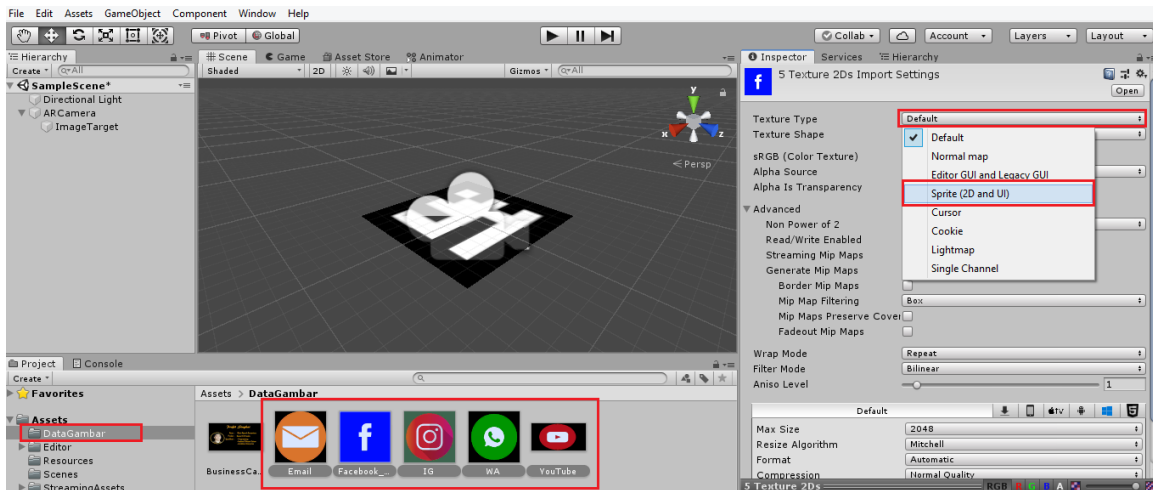 File Edit Assets GameObject Component Window Help
Pivot Global Collab Account Layers Layout
Hierarchy
Create All
SampleScene*
Directional Light
ARCamera
ImageTarget
Scene Game Asset Store Animator
Shaded 2D Gizmos All
y
x
z
Persp
Inspector Services Hierarchy
5 Texture 2Ds Import Settings
Open
Texture Type Default
Texture Shape
sRGB (Color Texture)
Alpha Source
Alpha Is Transparency
Default
Normal map
Editor GUI and Legacy GUI
Sprite (2D and UI)
Cursor
Cookie
Lightmap
Single Channel
Advanced
Non Power of 2
Read/Write Enabled
Streaming Mip Maps
Generate Mip Maps
Border Mip Maps
Mip Map Filtering Box
Mip Maps Preserve Cover
Fadeout Mip Maps
Wrap Mode Repeat
Filter Mode Bilinear
Aniso Level 1
Default tv
Max Size 2048
Resize Algorithm Mitchell
Format Automatic
Compression Normal Quality
5 Texture 2Ds RGB R G B A
Project Console
Create
Favorites
Assets
DataGambar
Editor
Resources
Scenes
StreamingAssets
Assets > DataGambar
BusinessCa... Email Facebook_... IG WA YouTube